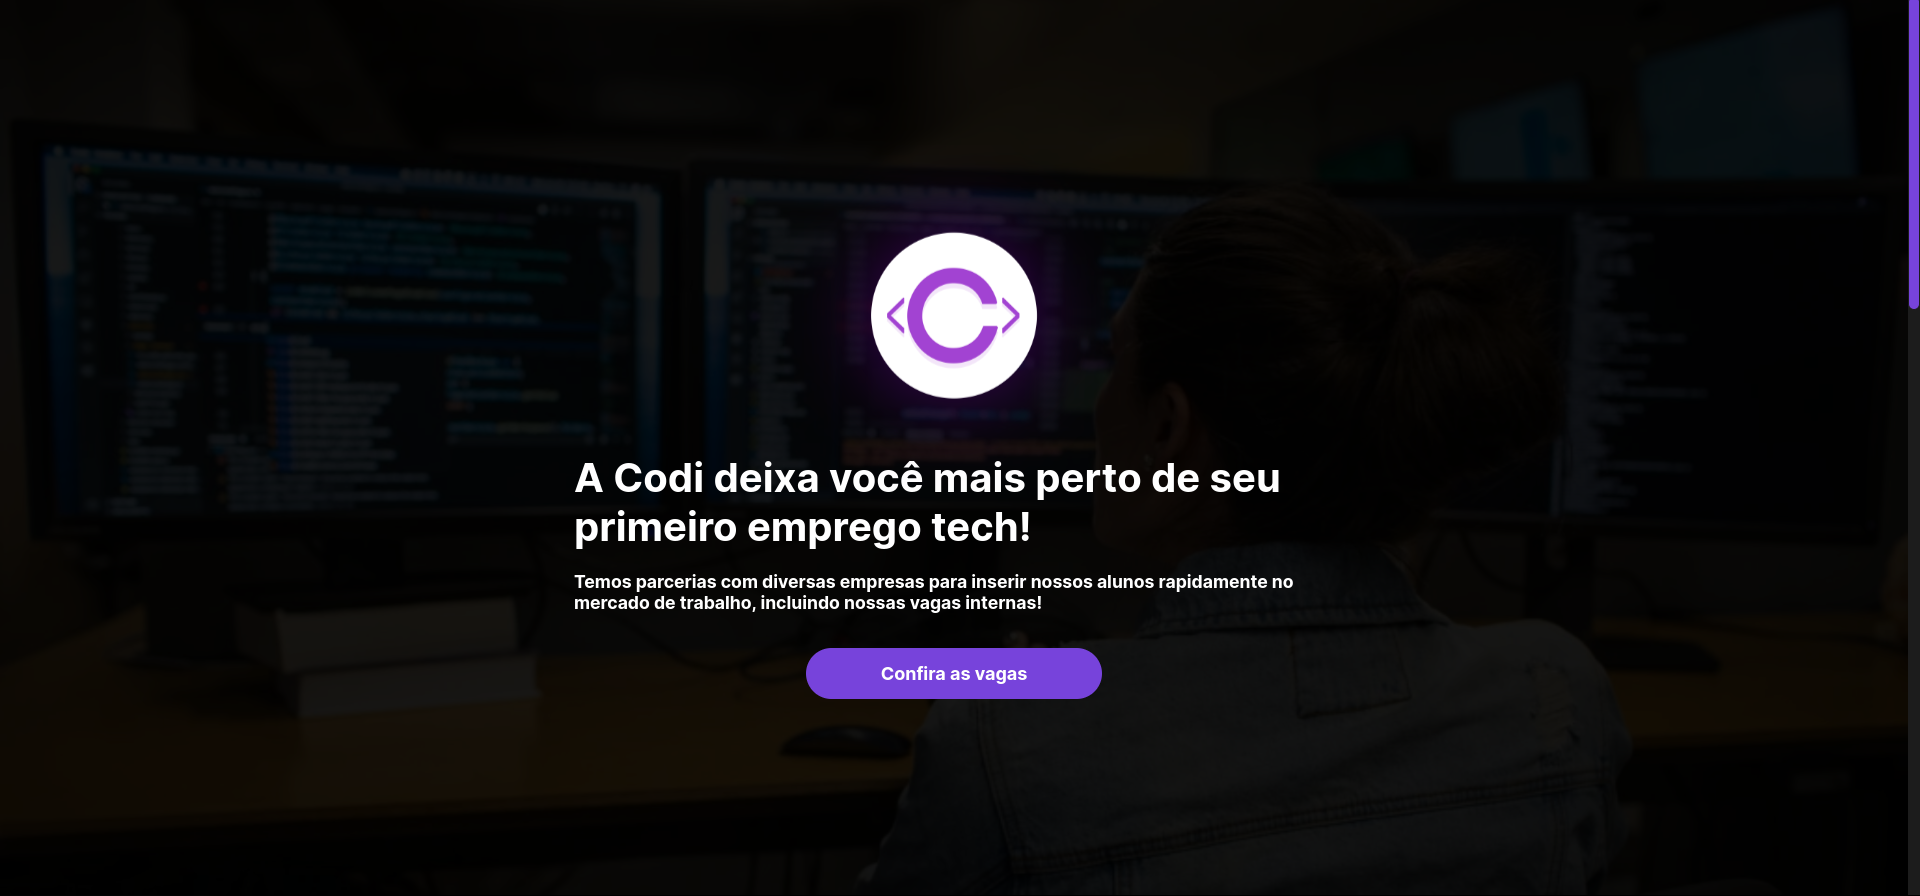 A Codi deixa você mais perto de seu
primeiro emprego tech!
Temos parcerias com diversas empresas para inserir nossos alunos rapidamente no
mercado de trabalho, incluindo nossas vagas internas!
Confira as vagas